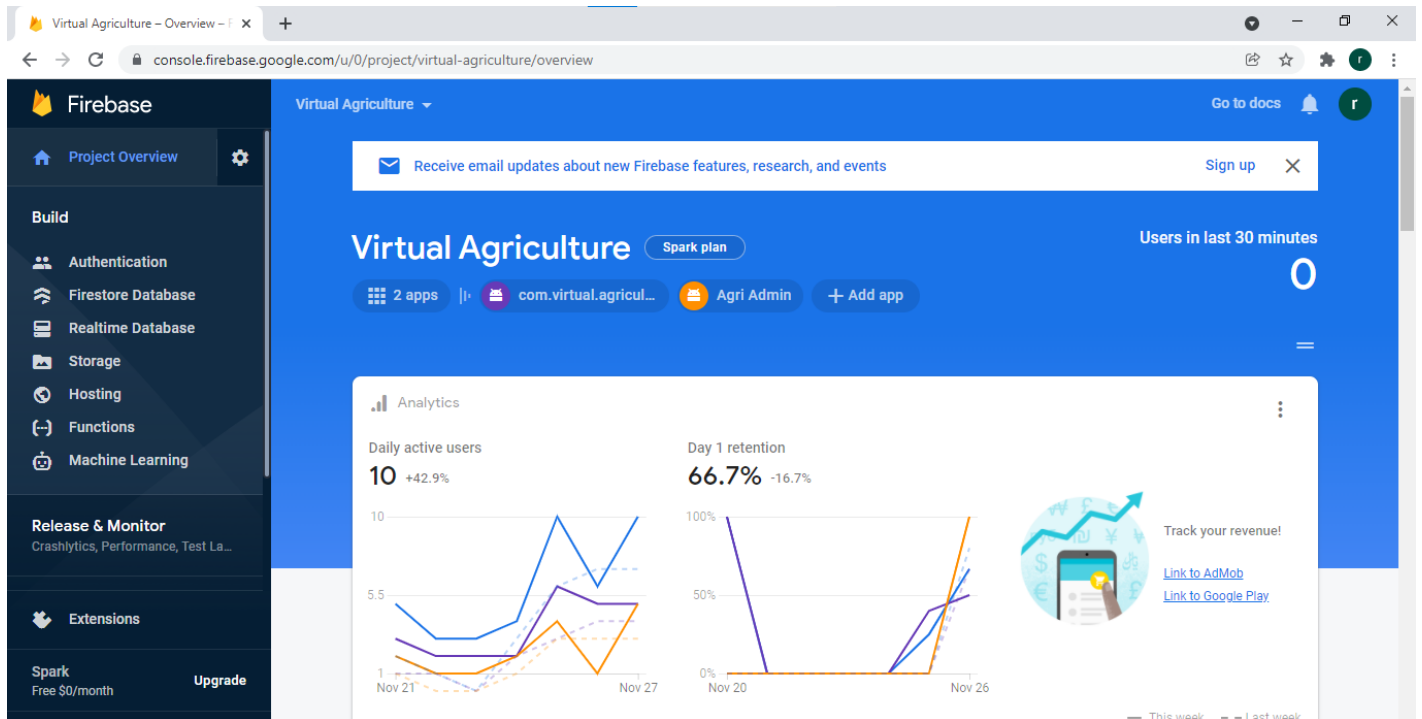 Virtual Agriculture – Overview – F
console.firebase.google.com/u/0/project/virtual-agriculture/overview
r
Firebase
Project Overview
Build
Authentication
Firestore Database
Realtime Database
Storage
Hosting
Functions
Machine Learning
Release & Monitor
Crashlytics, Performance, Test La...
Extensions
Spark
Free $0/month
Upgrade
Virtual Agriculture
Go to docs
r
Receive email updates about new Firebase features, research, and events
Sign up
Virtual Agriculture
Spark plan
Users in last 30 minutes
0
2 apps
com.virtual.agricul...
Agri Admin
+ Add app
Analytics
Daily active users
10 +42.9%
10
5.5
1
Nov 21
Nov 27
Day 1 retention
66.7% -16.7%
100%
50%
0%
Nov 20
Nov 26
Track your revenue!
Link to AdMob
Link to Google Play
This week
Last week